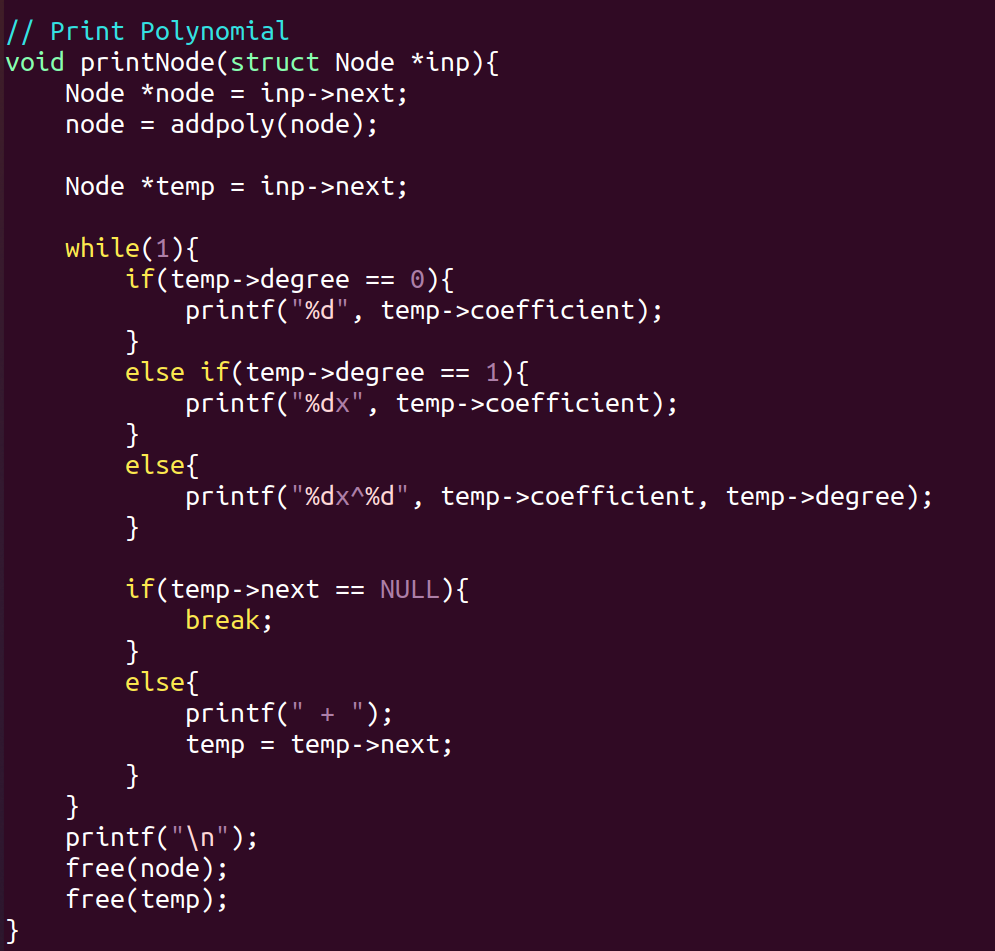 // Print Polynomial
void printNode(struct Node *inp){
    Node *node = inp->next;
    node = addpoly(node);

    Node *temp = inp->next;

    while(1){
        if(temp->degree == 0){
            printf("%d", temp->coefficient);
        }
        else if(temp->degree == 1){
            printf("%dx", temp->coefficient);
        }
        else{
            printf("%dx^%d", temp->coefficient, temp->degree);
        }

        if(temp->next == NULL){
            break;
        }
        else{
            printf(" + ");
            temp = temp->next;
        }
    }
    printf("\n");
    free(node);
    free(temp);
}